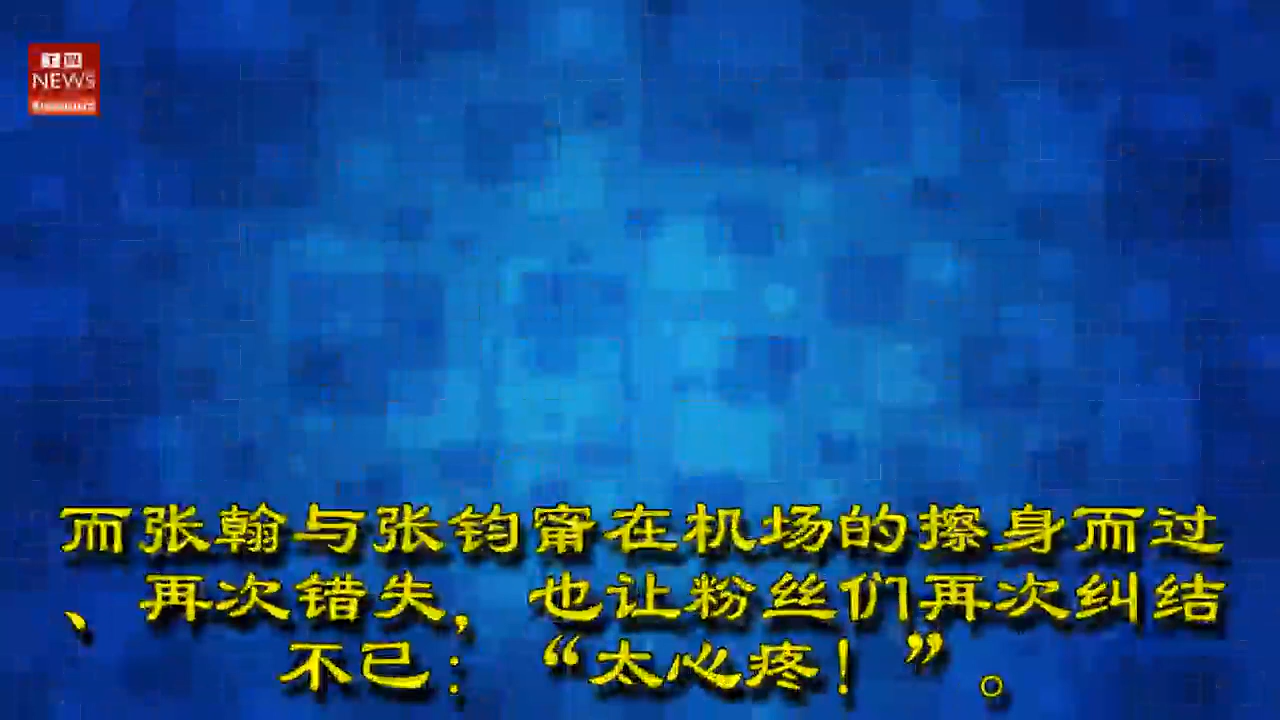 NEWS
而张翰与张钧甯在机场的擦身而过
、再次错失，也让粉丝们再次纠结
不已：“太心疼！”。